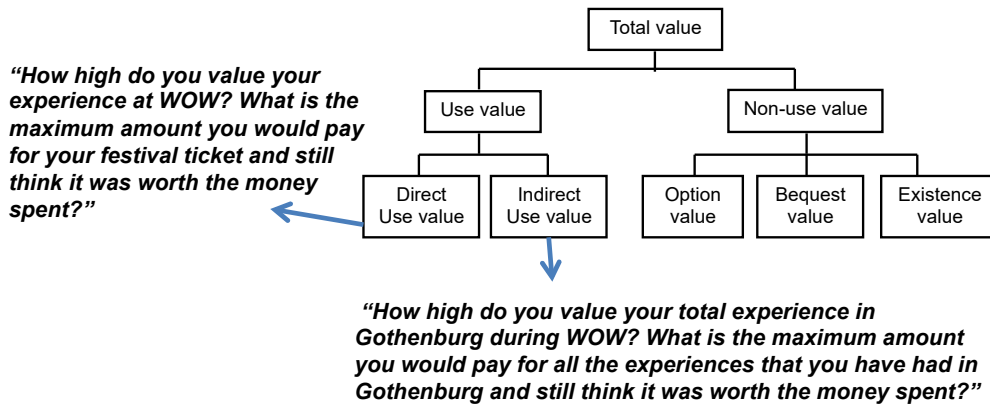 Total value
“How high do you value your
experience at WOW? What is the
maximum amount you would pay
for your festival ticket and still
think it was worth the money
spent?”
Use value
Non-use value
Direct
Use value
Indirect
Use value
Option
value
Bequest
value
Existence
value
“How high do you value your total experience in
Gothenburg during WOW? What is the maximum amount
you would pay for all the experiences that you have had in
Gothenburg and still think it was worth the money spent?”